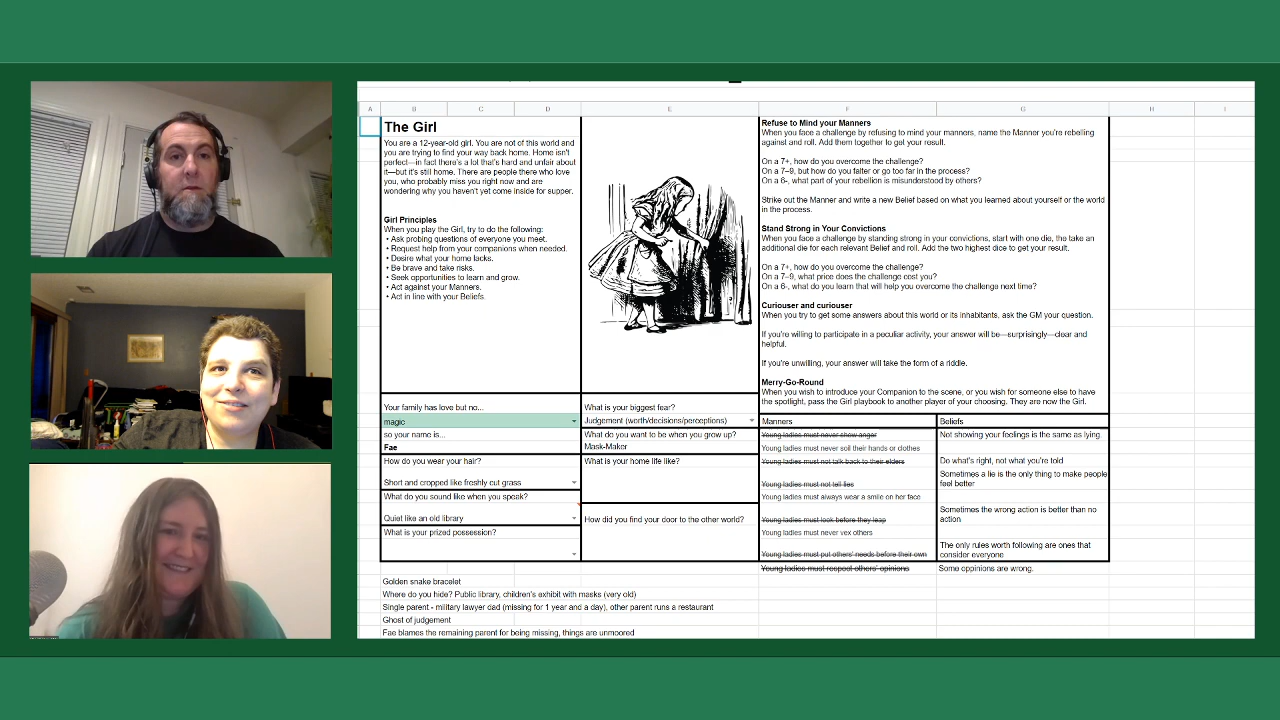 A B C D E F G H I
The Girl
You are a 12-year-old girl. You are not of this world and
you are trying to find your way back home. Home isn't
perfect—in fact there's a lot that's hard and unfair about
it—but it's still home. There are people there who love
you, who probably miss you right now and are
wondering why you haven't yet come inside for supper.
Girl Principles
When you play the Girl, try to do the following:
• Ask probing questions of everyone you meet.
• Request help from your companions when needed.
• Desire what your home lacks.
• Be brave and take risks.
• Seek opportunities to learn and grow.
• Act against your Manners.
• Act in line with your Beliefs.
Refuse to Mind your Manners
When you face a challenge by refusing to mind your manners, name the Manner you're rebelling
against and roll. Add them together to get your result.
On a 7+, how do you overcome the challenge?
On a 7–9, but how do you falter or go too far in the process?
On a 6-, what part of your rebellion is misunderstood by others?
Strike out the Manner and write a new Belief based on what you learned about yourself or the world
in the process.
Stand Strong in Your Convictions
When you face a challenge by standing strong in your convictions, start with one die, the take an
additional die for each relevant Belief and roll. Add the two highest dice to get your result.
On a 7+, how do you overcome the challenge?
On a 7–9, what price does the challenge cost you?
On a 6-, what do you learn that will help you overcome the challenge next time?
Curiouser and curiouser
When you try to get some answers about this world or its inhabitants, ask the GM your question.
If you're willing to participate in a peculiar activity, your answer will be—surprisingly—clear and
helpful.
If you're unwilling, your answer will take the form of a riddle.
Merry-Go-Round
When you wish to introduce your Companion to the scene, or you wish for someone else to have
the spotlight, pass the Girl playbook to another player of your choosing. They are now the Girl.
Your family has love but no...
magic
so your name is...
Fae
How do you wear your hair?
Short and cropped like freshly cut grass
What do you sound like when you speak?
Quiet like an old library
What is your prized possession?
What is your biggest fear?
Judgement (worth/decisions/perceptions)
What do you want to be when you grow up?
Mask-Maker
What is your home life like?
How did you find your door to the other world?
Manners
Young ladies must never show anger
Young ladies must never soil their hands or clothes
Young ladies must not talk back to their elders
Young ladies must not tell lies
Young ladies must always wear a smile on her face
Young ladies must look before they leap
Young ladies must never vex others
Young ladies must put others' needs before their own
Young ladies must respect others' opinions
Beliefs
Not showing your feelings is the same as lying.
Do what's right, not what you're told
Sometimes a lie is the only thing to make people
feel better
Sometimes the wrong action is better than no
action
The only rules worth following are ones that
consider everyone
Some oppinions are wrong.
Golden snake bracelet
Where do you hide? Public library, children's exhibit with masks (very old)
Single parent - military lawyer dad (missing for 1 year and a day), other parent runs a restaurant
Ghost of judgement
Fae blames the remaining parent for being missing, things are unmoored